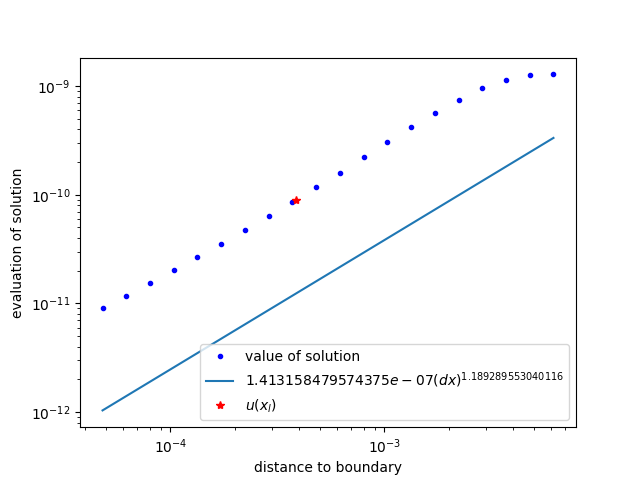 10⁻⁹
10⁻¹⁰
10⁻¹¹
10⁻¹²
evaluation of solution
value of solution
1.413158479574375e − 07(dx)^1.189289553040116
u(xₗ)
10⁻⁴
10⁻³
distance to boundary